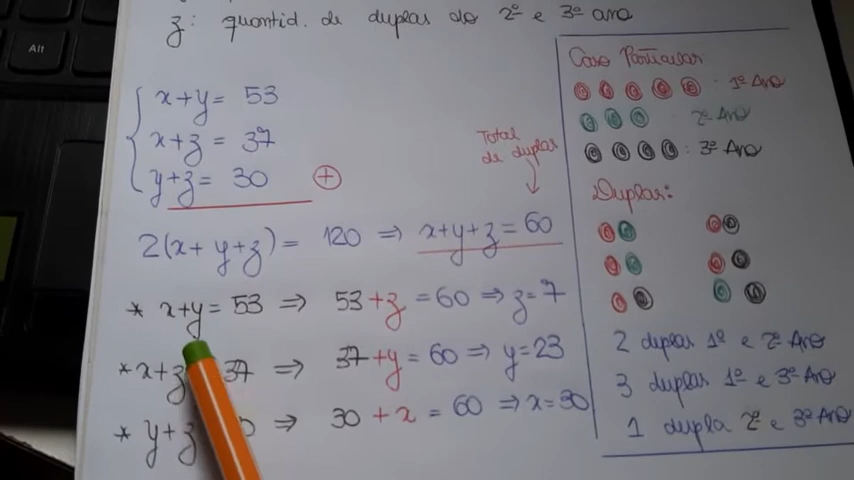 Alt
z: quantid. de duplas do 2º e 3º ano
x+y= 53
x+z= 37
y+z= 30 +
2(x+y+z)= 120 ⇒ x+y+z=60
Total
de duplas
* x+y=53 ⇒ 53+z=60 ⇒ z=7
* x+z 37 ⇒ 37+y=60 ⇒ y=23
* y+z 0 ⇒ 30+x=60 ⇒ x=30
Caso Particular
: 1º Ano
: 2º Ano
: 3º Ano
Duplas:
2 duplas 1º e 2º Ano
3 duplas 1º e 3º Ano
1 dupla 2º e 3º Ano